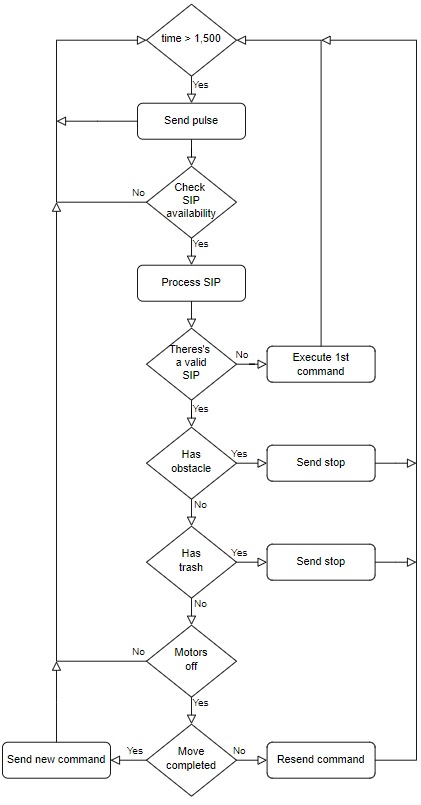 time > 1,500
Yes
Send pulse
No
Check
SIP
availability
Yes
Process SIP
Theres's
a valid
SIP
No
Execute 1st
command
Yes
Has
obstacle
Yes
Send stop
No
Has
trash
Yes
Send stop
No
No
Motors
off
Yes
Send new command
Yes
Move
completed
No
Resend command